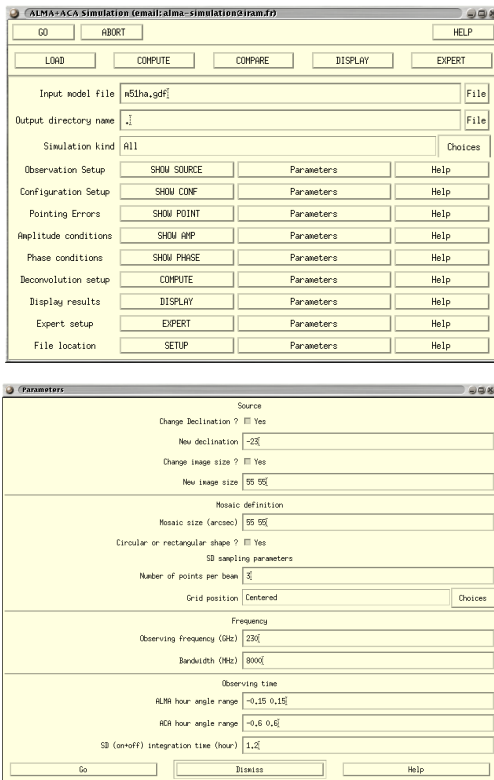 ALMA+ACA Simulation (email: alma-simulation@iram.fr)
GO ABORT HELP
LOAD COMPUTE COMPARE DISPLAY EXPERT
Input model file m51ha.gdf File
Output directory name . File
Simulation kind All Choices
Observation Setup SHOW SOURCE Parameters Help
Configuration Setup SHOW CONF Parameters Help
Pointing Errors SHOW POINT Parameters Help
Amplitude conditions SHOW AMP Parameters Help
Phase conditions SHOW PHASE Parameters Help
Deconvolution setup COMPUTE Parameters Help
Display results DISPLAY Parameters Help
Expert setup EXPERT Parameters Help
File location SETUP Parameters Help
Parameters
Source
Change Declination ? Yes
New declination -23
Change image size ? Yes
New image size 55 55
Mosaic definition
Mosaic size (arcsec) 55 55
Circular or rectangular shape ? Yes
SD sampling parameters
Number of points per beam 3
Grid position Centered Choices
Frequency
Observing frequency (GHz) 230
Bandwidth (MHz) 8000
Observing time
ALMA hour angle range -0.15 0.15
ACA hour angle range -0.6 0.6
SD (on+off) integration time (hour) 1.2
Go Dismiss Help